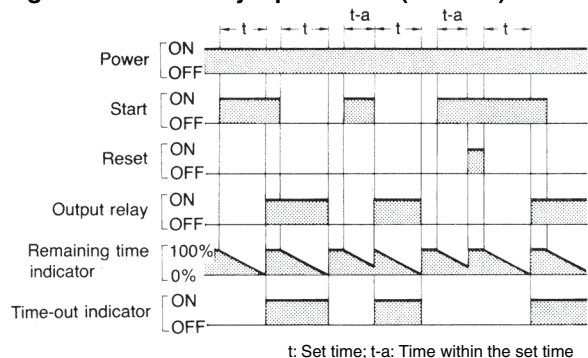 t t t-a t t-a t
Power ON
OFF
Start ON
OFF
Reset ON
OFF
Output relay ON
OFF
Remaining time indicator 100%
0%
Time-out indicator ON
OFF
t: Set time; t-a: Time within the set time